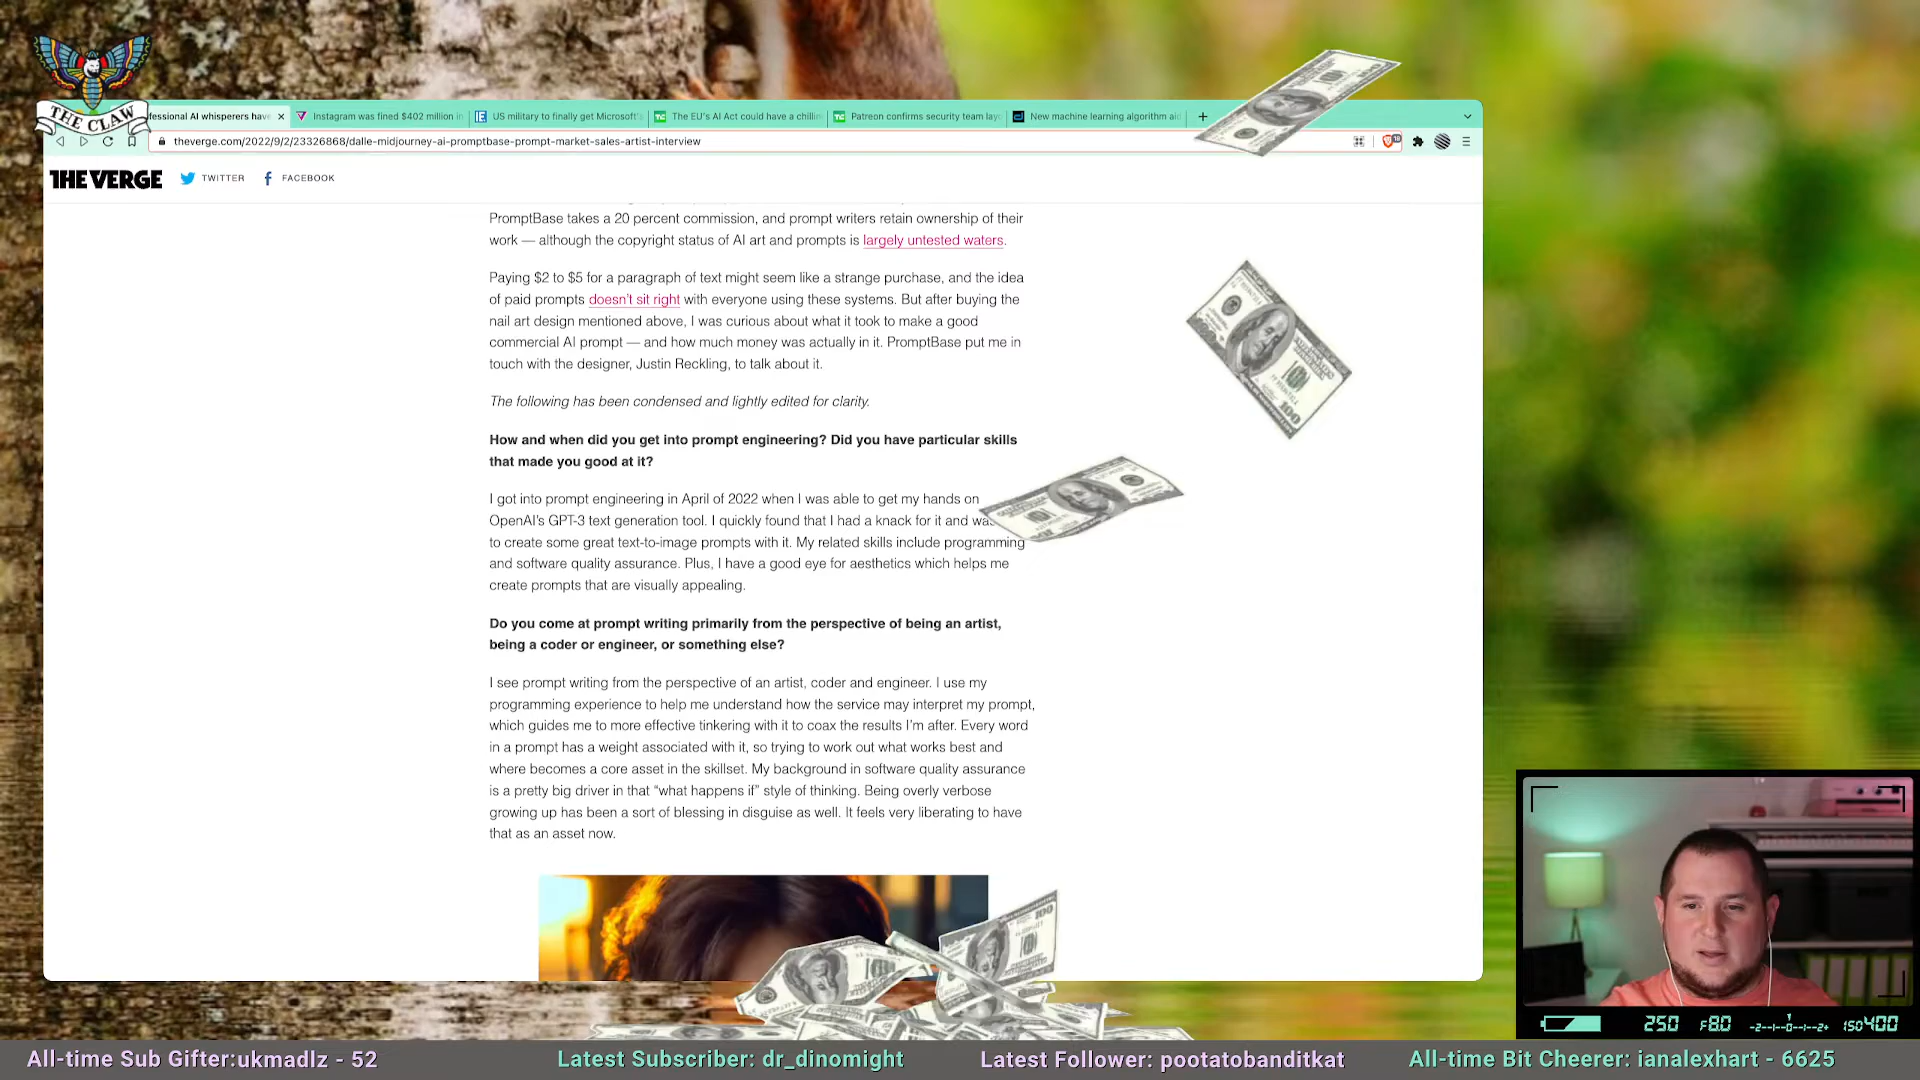 THE CLAW
fessional AI whisperers have
Instagram was fined $402 million in
US military to finally get Microsoft's
The EU's AI Act could have a chillin
Patreon confirms security team lay
New machine learning algorithm aid
theverge.com/2022/9/2/23326868/dalle-midjourney-ai-promptbase-prompt-market-sales-artist-interview
THE VERGE
TWITTER
FACEBOOK
PromptBase takes a 20 percent commission, and prompt writers retain ownership of their
work — although the copyright status of AI art and prompts is largely untested waters.
Paying $2 to $5 for a paragraph of text might seem like a strange purchase, and the idea
of paid prompts doesn't sit right with everyone using these systems. But after buying the
nail art design mentioned above, I was curious about what it took to make a good
commercial AI prompt — and how much money was actually in it. PromptBase put me in
touch with the designer, Justin Reckling, to talk about it.
The following has been condensed and lightly edited for clarity.
How and when did you get into prompt engineering? Did you have particular skills
that made you good at it?
I got into prompt engineering in April of 2022 when I was able to get my hands on
OpenAI's GPT-3 text generation tool. I quickly found that I had a knack for it and wa
to create some great text-to-image prompts with it. My related skills include programming
and software quality assurance. Plus, I have a good eye for aesthetics which helps me
create prompts that are visually appealing.
Do you come at prompt writing primarily from the perspective of being an artist,
being a coder or engineer, or something else?
I see prompt writing from the perspective of an artist, coder and engineer. I use my
programming experience to help me understand how the service may interpret my prompt,
which guides me to more effective tinkering with it to coax the results I'm after. Every word
in a prompt has a weight associated with it, so trying to work out what works best and
where becomes a core asset in the skillset. My background in software quality assurance
is a pretty big driver in that “what happens if” style of thinking. Being overly verbose
growing up has been a sort of blessing in disguise as well. It feels very liberating to have
that as an asset now.
250 F8.0 -2--1--0--1--2+ ISO400
All-time Sub Gifter:ukmadlz - 52
Latest Subscriber: dr_dinomight
Latest Follower: pootatobanditkat
All-time Bit Cheerer: ianalexhart - 6625